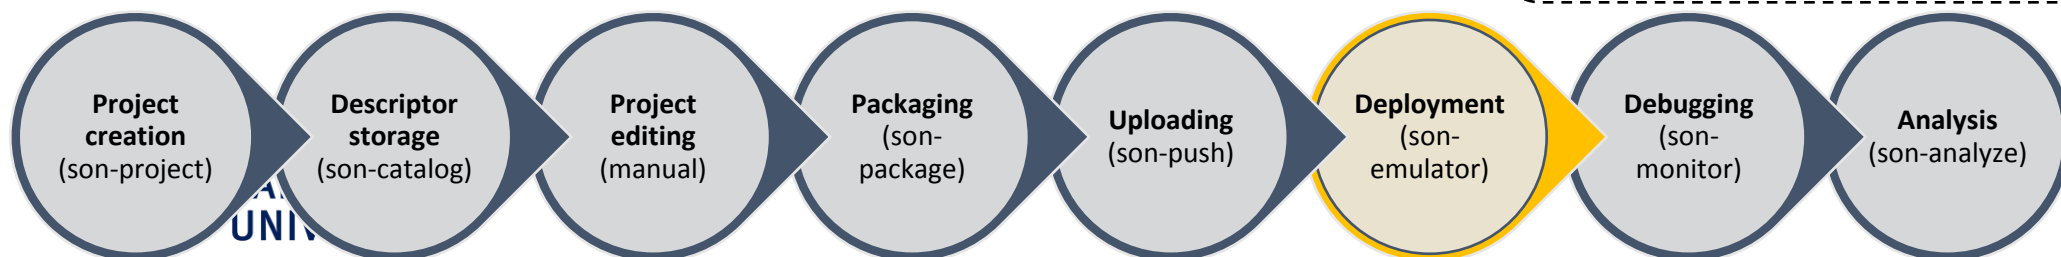 Project
creation
(son-project)
Descriptor
storage
(son-catalog)
Project
editing
(manual)
Packaging
(son-
package)
Uploading
(son-push)
Deployment
(son-
emulator)
Debugging
(son-
monitor)
Analysis
(son-analyze)